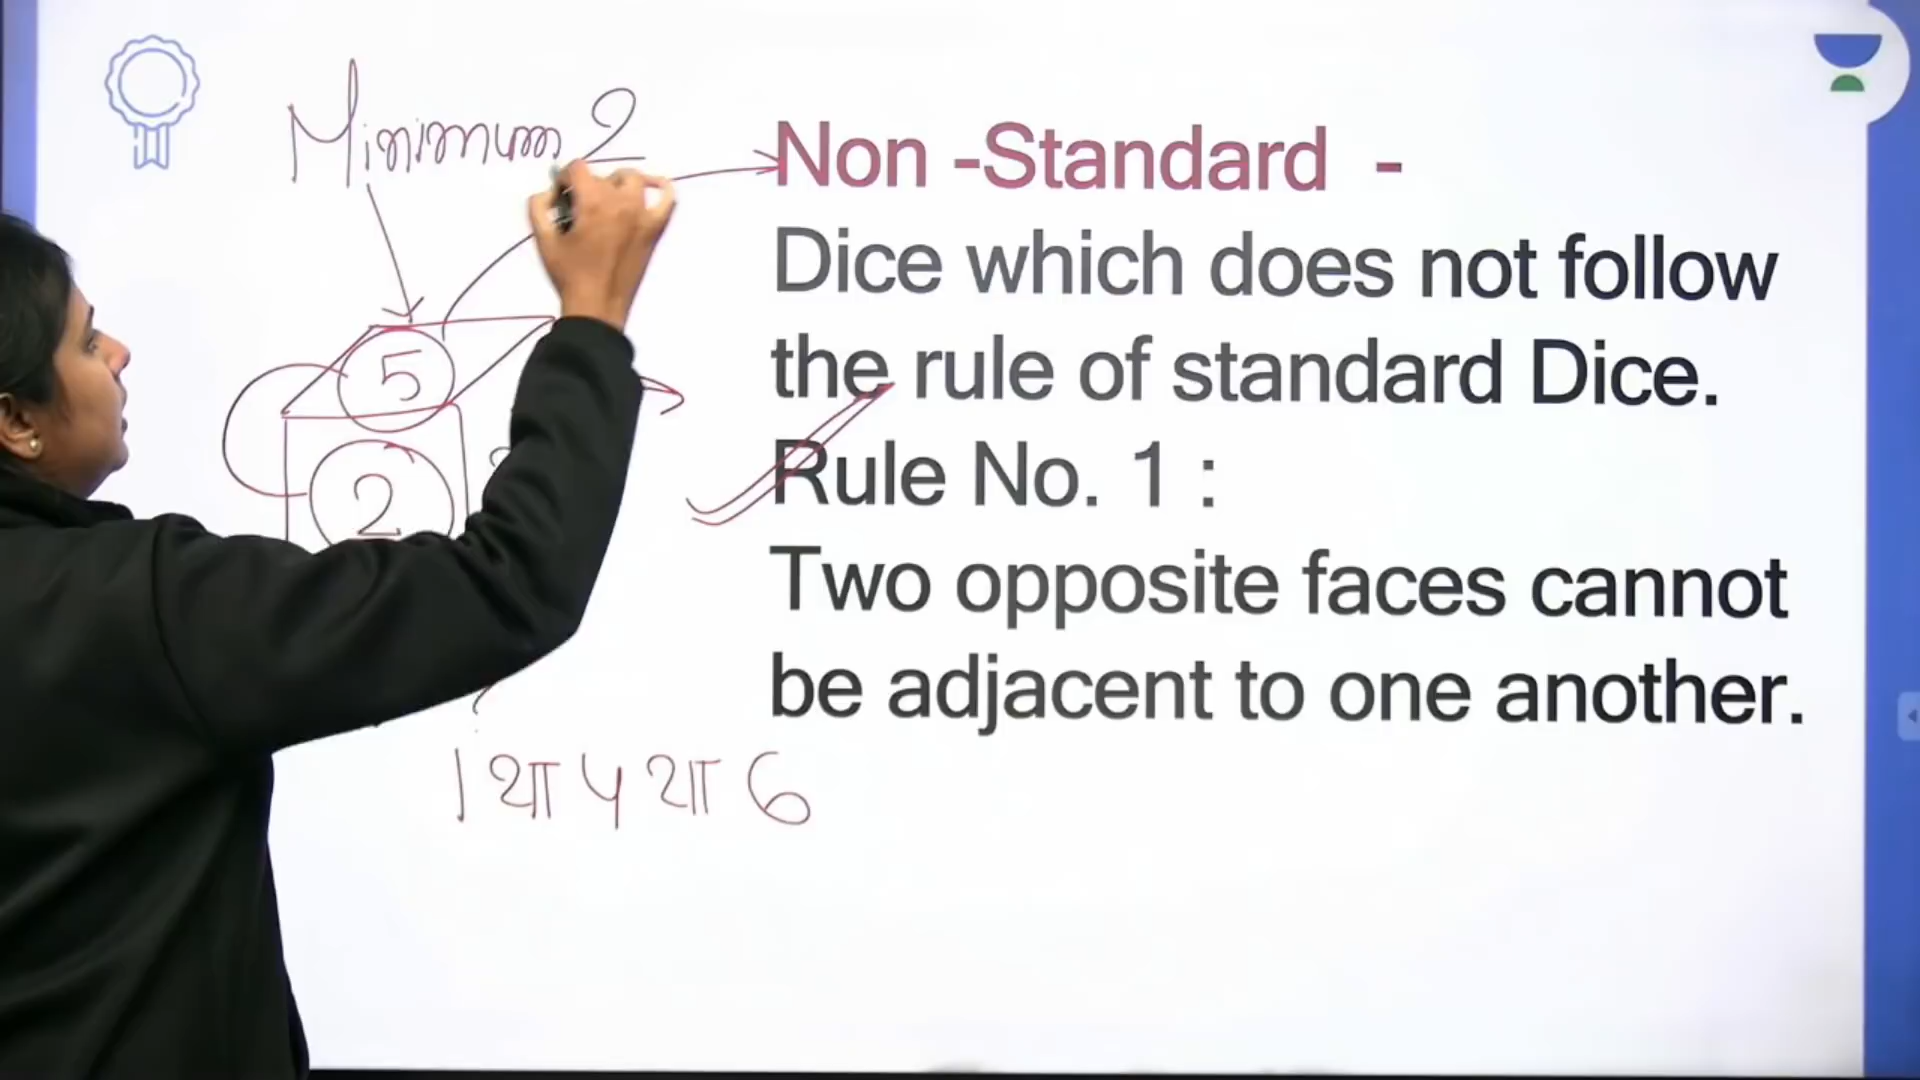 Minimum 2
Non -Standard -
Dice which does not follow
the rule of standard Dice.
5
2
Rule No. 1 :
Two opposite faces cannot
be adjacent to one another.
1 या 4 या 6